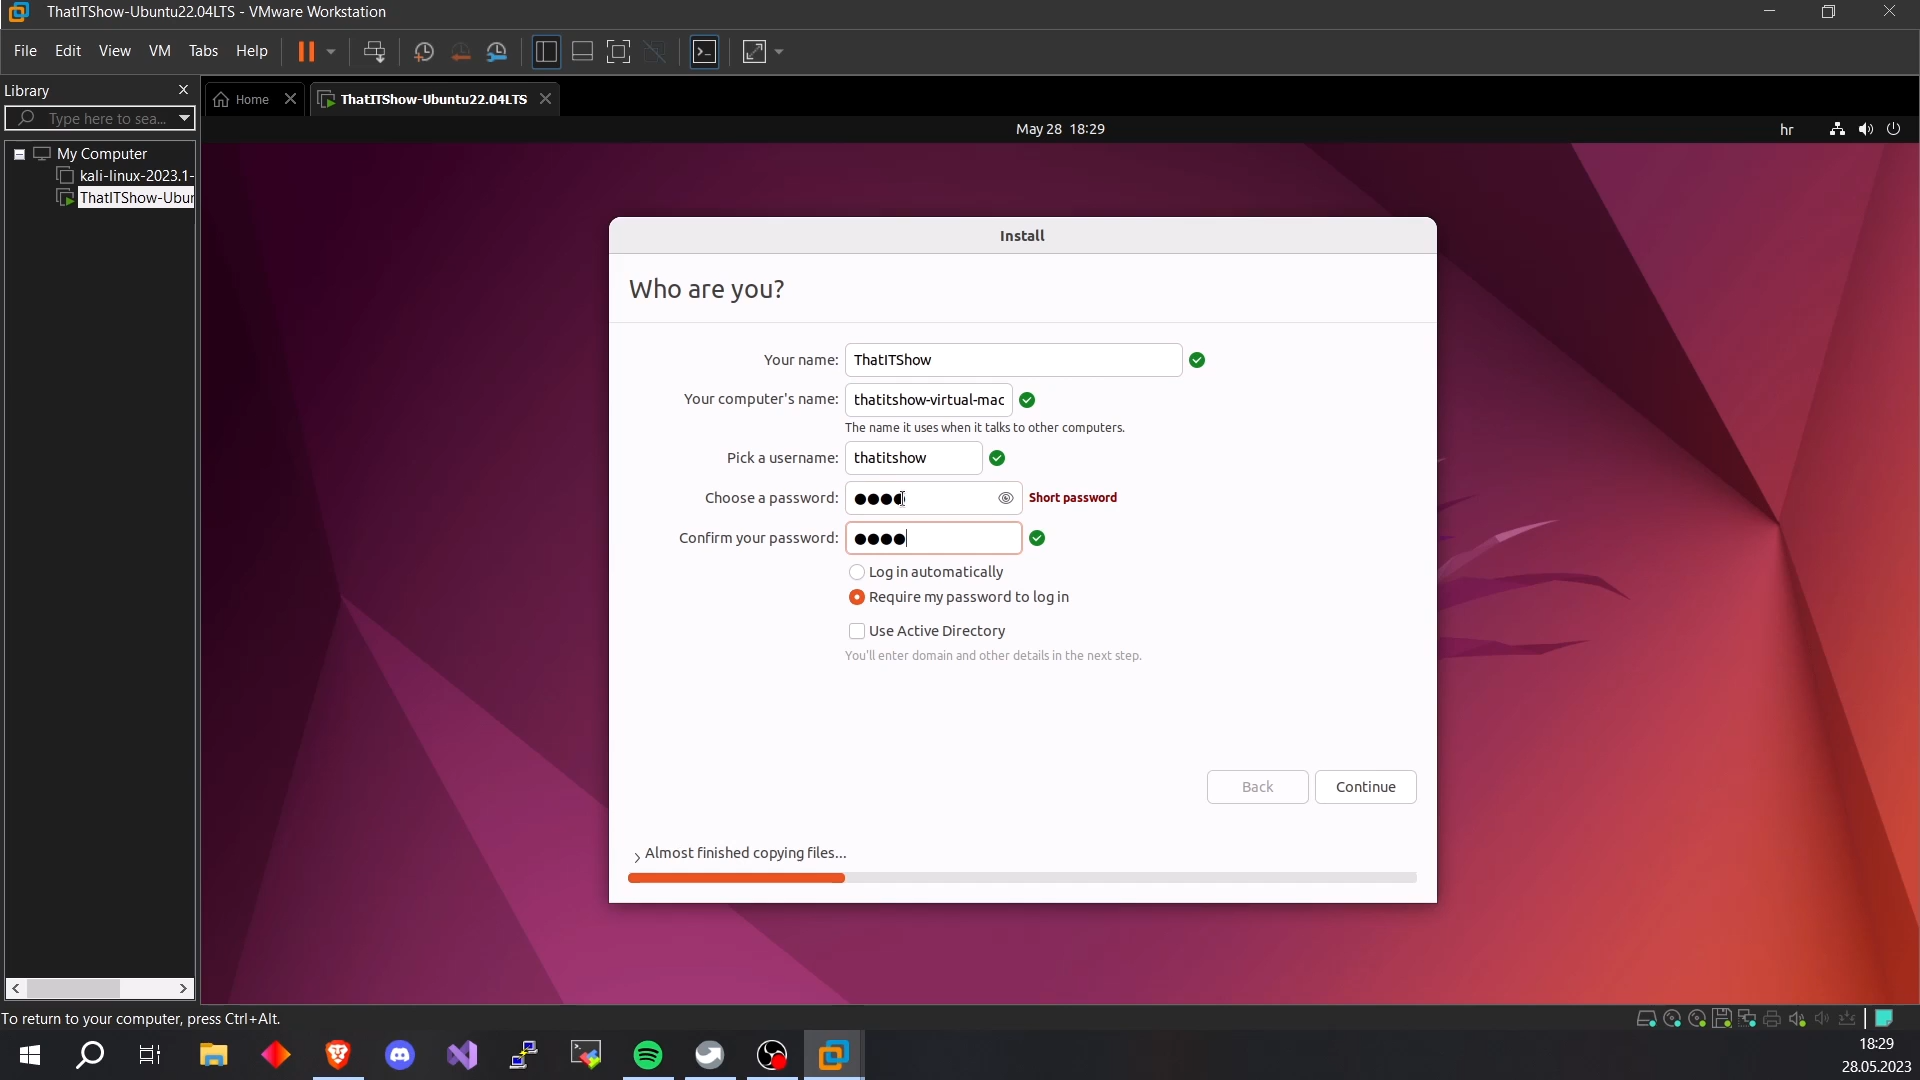 ThatITShow-Ubuntu22.04LTS - VMware Workstation
File Edit View VM Tabs Help
Library
Type here to sea...
Home
ThatITShow-Ubuntu22.04LTS
May 28 18:29
hr
My Computer
kali-linux-2023.1-
ThatITShow-Ubun
Install
Who are you?
Your name: ThatITShow
Your computer's name: thatitshow-virtual-mac
The name it uses when it talks to other computers.
Pick a username: thatitshow
Choose a password: ●●●● Short password
Confirm your password: ●●●●
Log in automatically
Require my password to log in
Use Active Directory
You'll enter domain and other details in the next step.
Back Continue
Almost finished copying files...
To return to your computer, press Ctrl+Alt.
18:29
28.05.2023